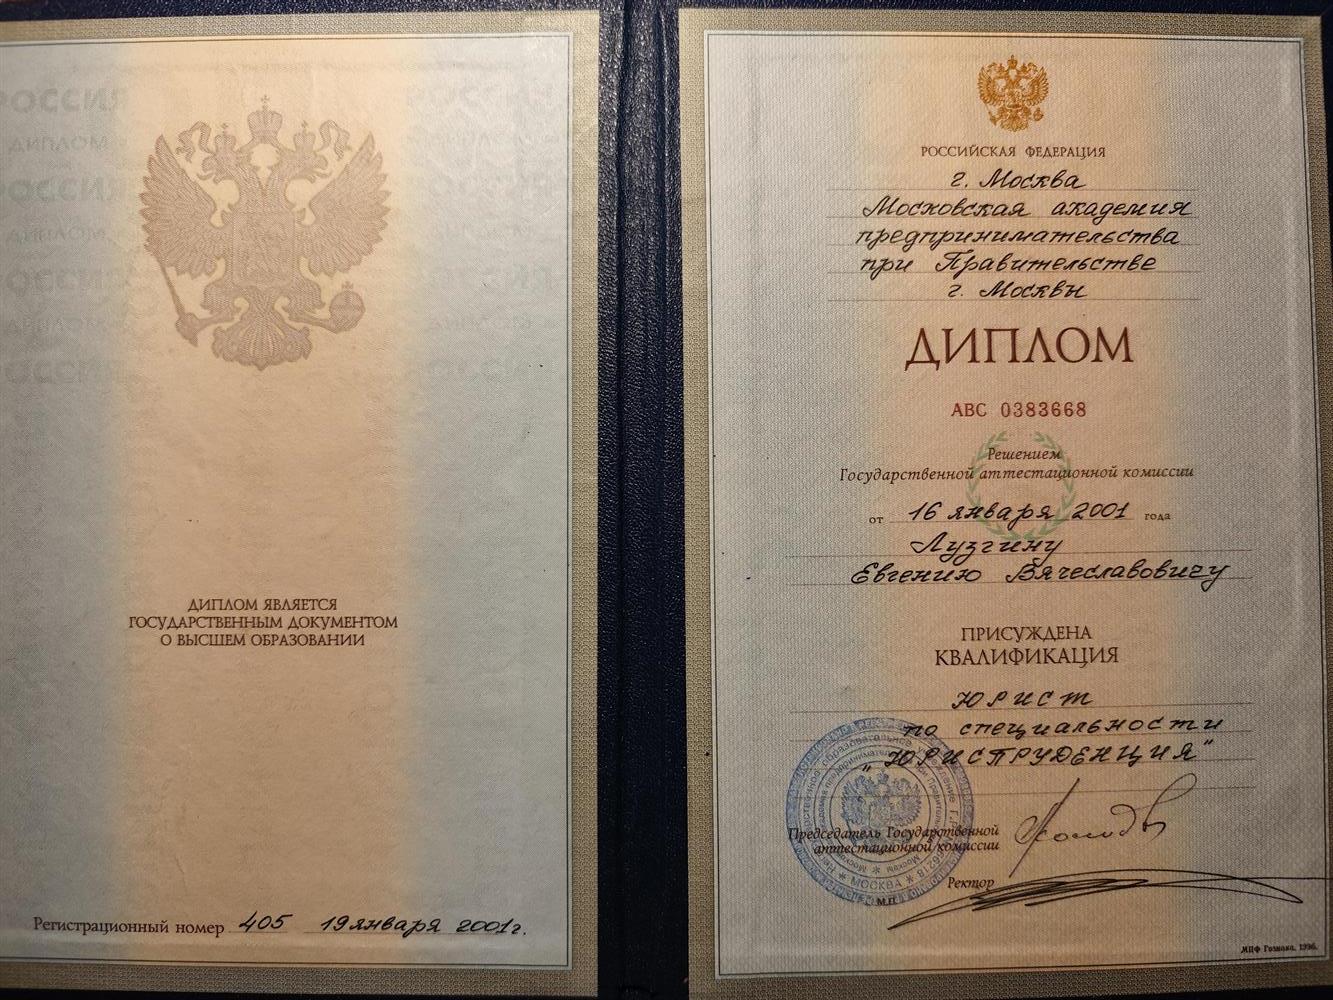 ДИПЛОМ ЯВЛЯЕТСЯ
ГОСУДАРСТВЕННЫМ ДОКУМЕНТОМ
О ВЫСШЕМ ОБРАЗОВАНИИ
Регистрационный номер 405 19 января 2001г.
РОССИЙСКАЯ ФЕДЕРАЦИЯ
г. Москва
Московская академия
предпринимательства
при Правительстве
г. Москвы
ДИПЛОМ
АВС 0383668
Решением
Государственной аттестационной комиссии
от 16 января 2001 года
Лузгину
Евгению Вячеславовичу
ПРИСУЖДЕНА
КВАЛИФИКАЦИЯ
ЮРИСТ
по специальности
"ЮРИСПРУДЕНЦИЯ"
Председатель Государственной
аттестационной комиссии
Ректор
М.П.
МОСКВА
МПФ Гознака, 1996.